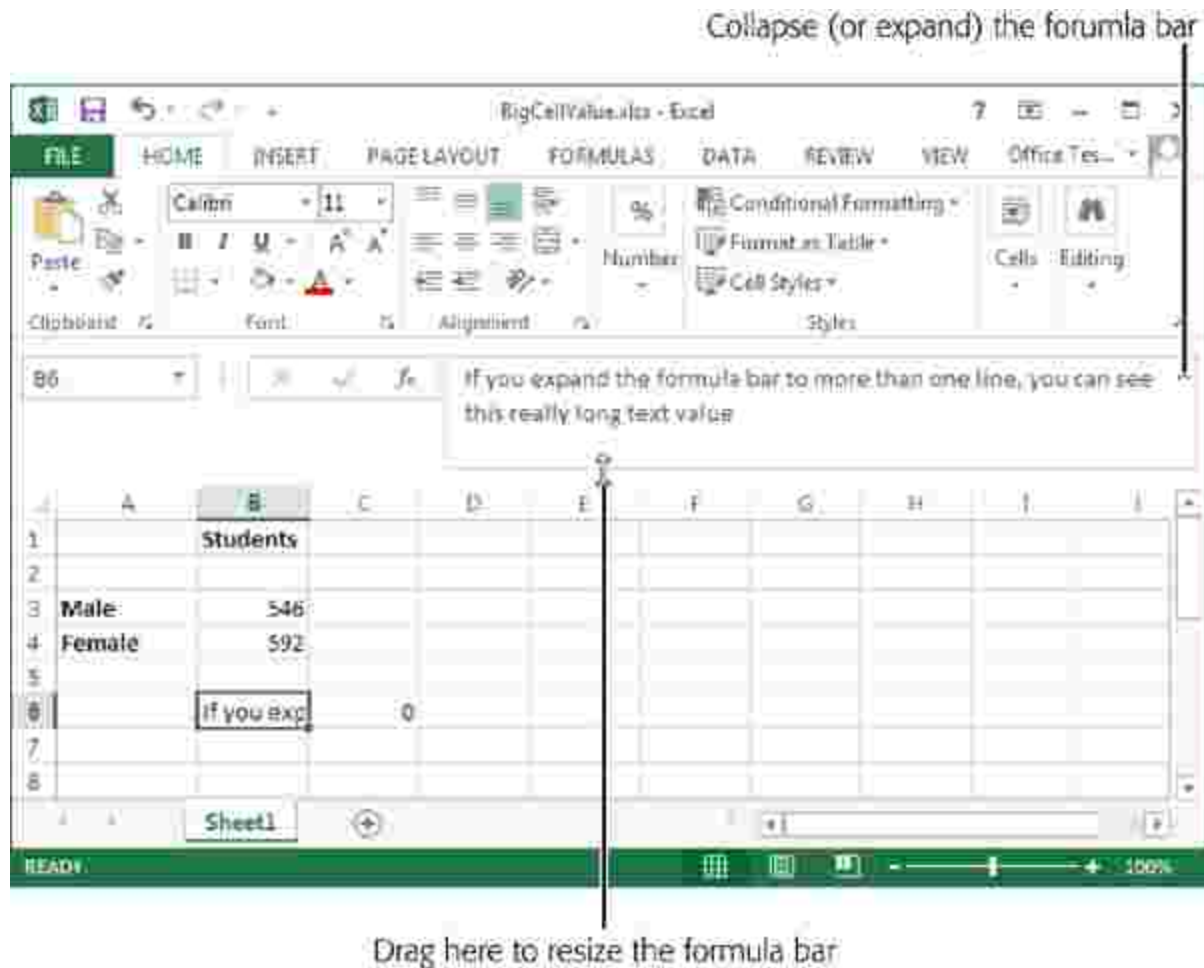 Collapse (or expand) the forumla bar
BigCellValue.xlsx - Excel
?
FILE HOME INSERT PAGE LAYOUT FORMULAS DATA REVIEW VIEW Office Tes...
Calibri 11
Conditional Formatting
B I U A A
%
Format as Table
Paste
Number
Cells Editing
A
Cell Styles
Clipboard Font Alignment Styles
B6 fx If you expand the formula bar to more than one line, you can see
this really long text value
A B C D E F G H I
1 Students
2
3 Male 546
4 Female 592
5
6 If you exp 0
7
8
Sheet1
READY 100%
Drag here to resize the formula bar